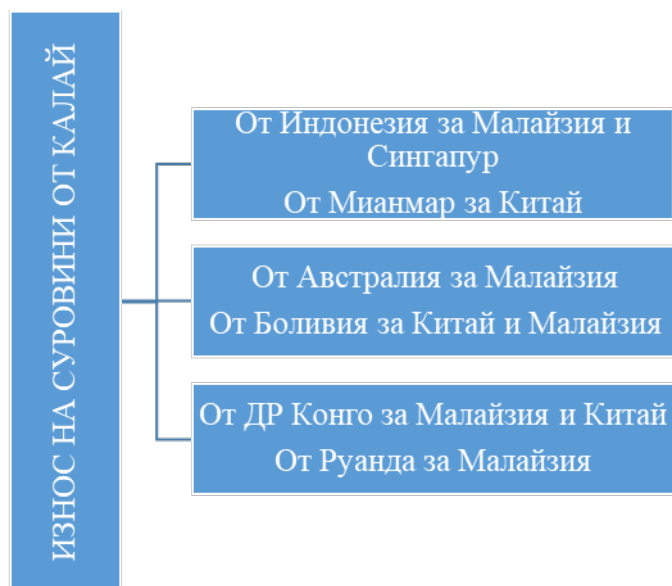 ИЗНОС НА СУРОВИНИ ОТ КАЛАЙ
От Индонезия за Малайзия и
Сингапур
От Мианмар за Китай
От Австралия за Малайзия
От Боливия за Китай и Малайзия
От ДР Конго за Малайзия и Китай
От Руанда за Малайзия